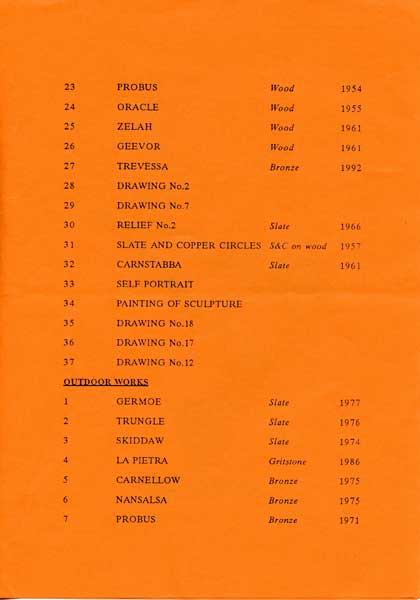 23 PROBUS Wood 1954
24 ORACLE Wood 1955
25 ZELAH Wood 1961
26 GEEVOR Wood 1961
27 TREVESSA Bronze 1992
28 DRAWING No.2
29 DRAWING No.7
30 RELIEF No.2 Slate 1966
31 SLATE AND COPPER CIRCLES S&C on wood 1957
32 CARNSTABBA Slate 1961
33 SELF PORTRAIT
34 PAINTING OF SCULPTURE
35 DRAWING No.18
36 DRAWING No.17
37 DRAWING No.12
OUTDOOR WORKS
1 GERMOE Slate 1977
2 TRUNGLE Slate 1976
3 SKIDDAW Slate 1974
4 LA PIETRA Gritstone 1986
5 CARNELLOW Bronze 1975
6 NANSALSA Bronze 1975
7 PROBUS Bronze 1971